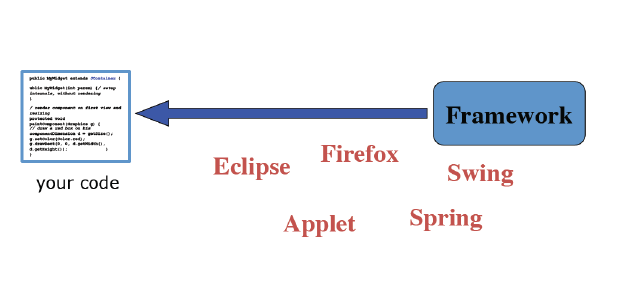 public MyWidget extends JContainer {
ublic MyWidget(int param) {/ setup
internals, without rendering
}
/ render component on first view and
resizing
protected void
paintComponent(Graphics g) {
// draw a red box on his
componentDimension d = getSize();
g.setColor(Color.red);
g.drawRect(0, 0, d.getWidth(),
d.getHeight()); }
}
your code
Framework
Eclipse
Firefox
Swing
Applet
Spring